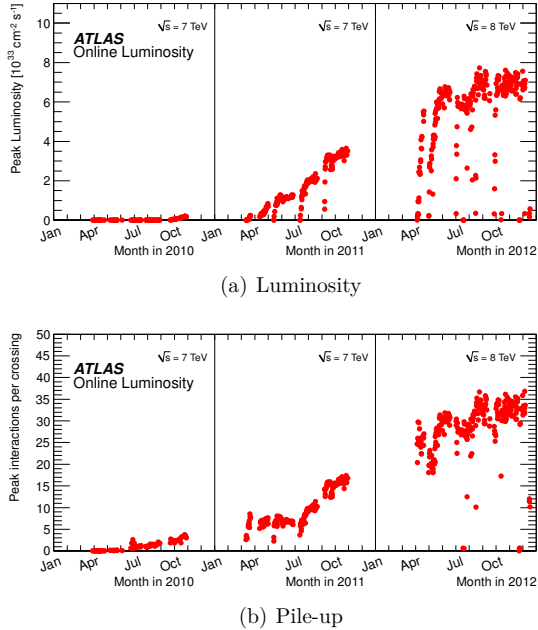 Peak Luminosity [10³³ cm⁻² s⁻¹]
ATLAS
Online Luminosity
√s = 7 TeV
√s = 7 TeV
√s = 8 TeV
10
8
6
4
2
0
Jan Apr Jul Oct Jan Apr Jul Oct Jan Apr Jul Oct
Month in 2010 Month in 2011 Month in 2012
(a) Luminosity
Peak interactions per crossing
ATLAS
Online Luminosity
√s = 7 TeV
√s = 7 TeV
√s = 8 TeV
50
45
40
35
30
25
20
15
10
5
0
Jan Apr Jul Oct Jan Apr Jul Oct Jan Apr Jul Oct
Month in 2010 Month in 2011 Month in 2012
(b) Pile-up